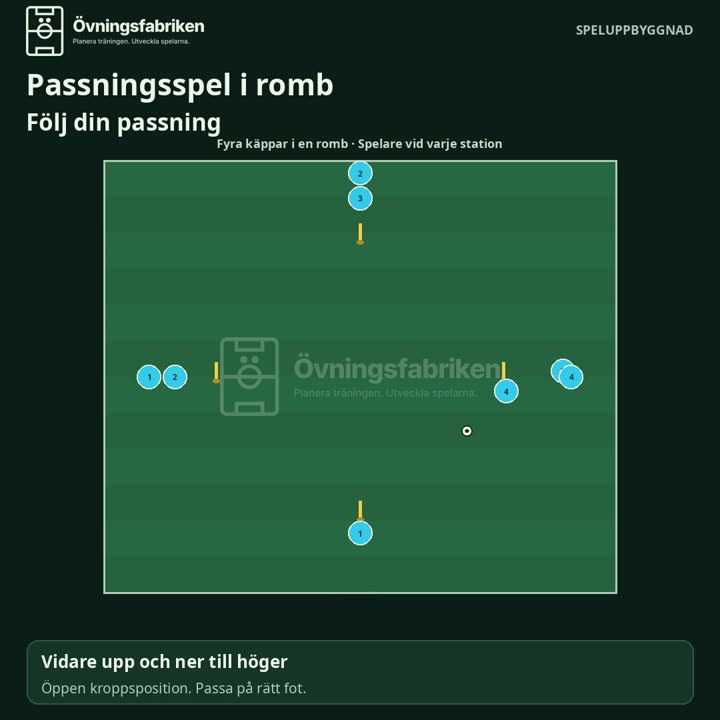 Övningsfabriken
Planera träningen. Utveckla spelarna.
SPELUPPBYGGNAD
Passningsspel i romb
Följ din passning
Fyra käppar i en romb · Spelare vid varje station
2
3
Övningsfabriken
Planera träningen. Utveckla spelarna.
1
2
4
4
1
Vidare upp och ner till höger
Öppen kroppsposition. Passa på rätt fot.